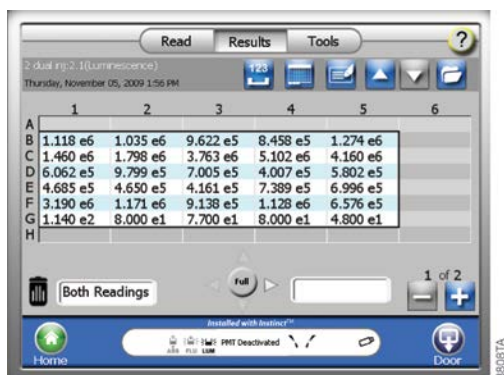 Read Results Tools ?
2 dual inj:2.1(Luminescence)
Thursday, November 05, 2009 1:56 PM
123
1 2 3 4 5 6
A
B 1.118 e6 1.035 e6 9.622 e5 8.458 e5 1.274 e6
C 1.460 e6 1.798 e6 3.763 e6 5.102 e6 4.160 e6
D 6.062 e5 9.799 e5 7.005 e5 4.007 e5 5.802 e5
E 4.685 e5 4.650 e5 4.161 e5 7.389 e5 6.996 e5
F 3.190 e6 1.171 e6 9.138 e5 1.128 e6 6.576 e5
G 1.140 e2 8.000 e1 7.700 e1 8.000 e1 4.800 e1
H
Both Readings Full 1 of 2
Installed with Instinct™
ABS FLU LUM PMT Deactivated
Home Door